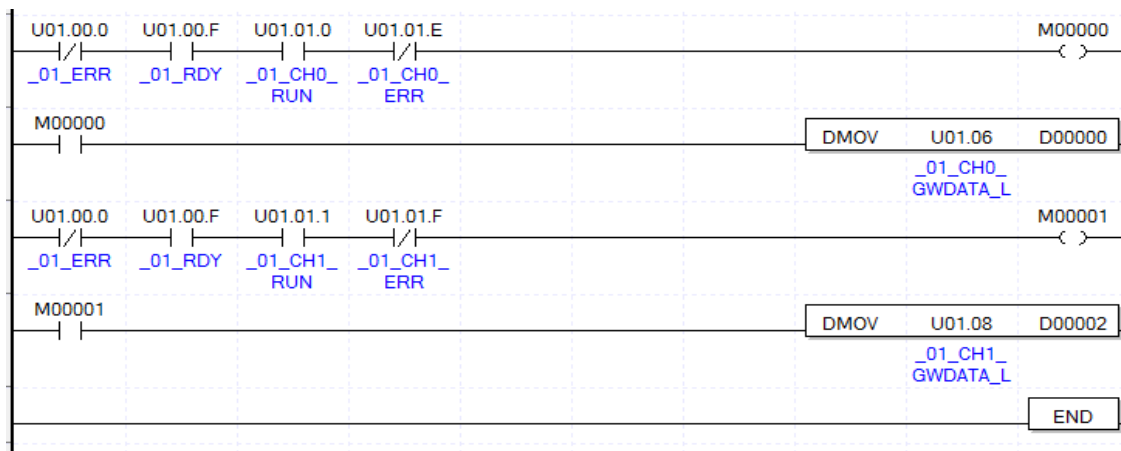 U01.00.0 U01.00.F U01.01.0 U01.01.E M00000
_01_ERR _01_RDY _01_CH0_ _01_CH0_
RUN ERR
M00000
DMOV U01.06 D00000
_01_CH0_
GWDATA_L
U01.00.0 U01.00.F U01.01.1 U01.01.F M00001
_01_ERR _01_RDY _01_CH1_ _01_CH1_
RUN ERR
M00001
DMOV U01.08 D00002
_01_CH1_
GWDATA_L
END